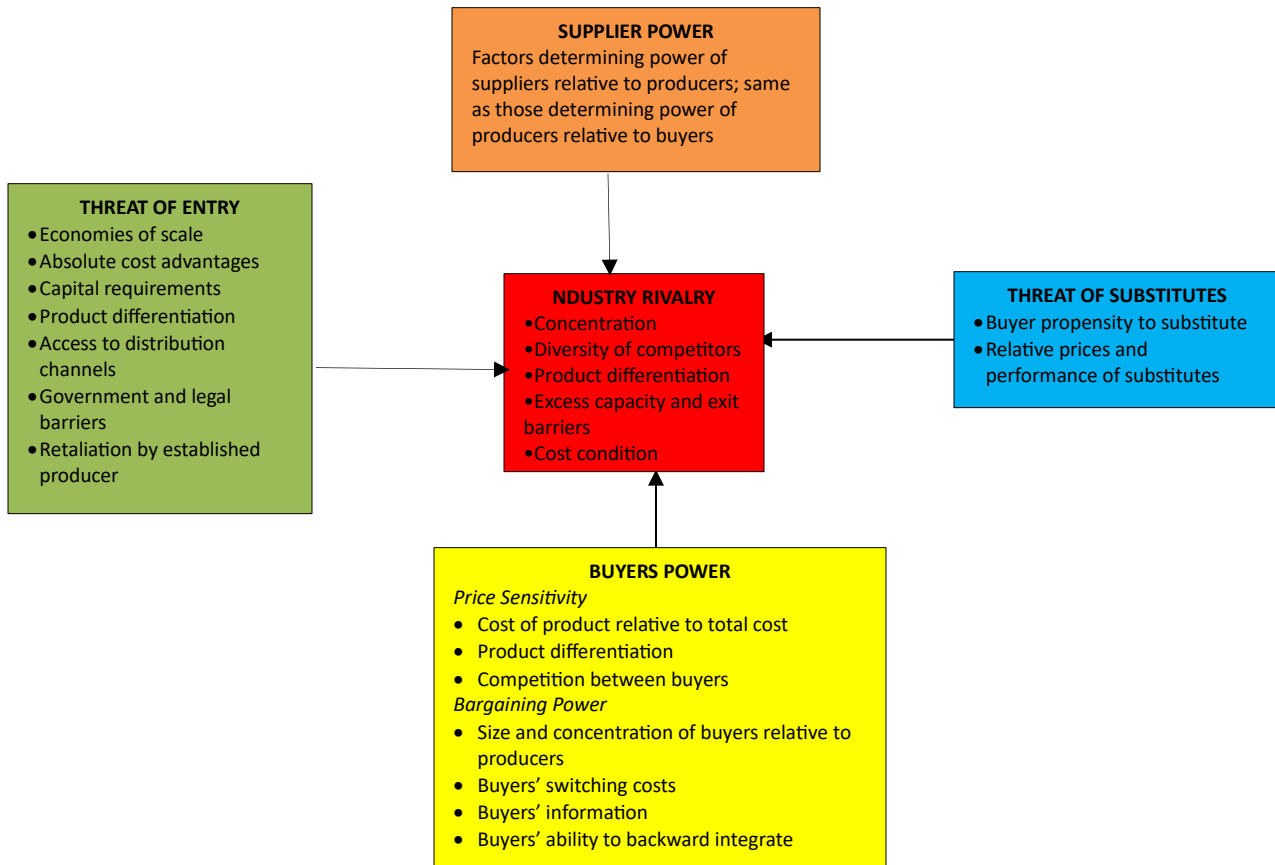 SUPPLIER POWER
Factors determining power of
suppliers relative to producers; same
as those determining power of
producers relative to buyers
THREAT OF ENTRY
•Economies of scale
•Absolute cost advantages
•Capital requirements
•Product differentiation
•Access to distribution
channels
•Government and legal
barriers
•Retaliation by established
producer
NDUSTRY RIVALRY
•Concentration
•Diversity of competitors
•Product differentiation
•Excess capacity and exit
barriers
•Cost condition
THREAT OF SUBSTITUTES
• Buyer propensity to substitute
• Relative prices and
performance of substitutes
BUYERS POWER
Price Sensitivity
• Cost of product relative to total cost
• Product differentiation
• Competition between buyers
Bargaining Power
• Size and concentration of buyers relative to
producers
• Buyers’ switching costs
• Buyers’ information
• Buyers’ ability to backward integrate